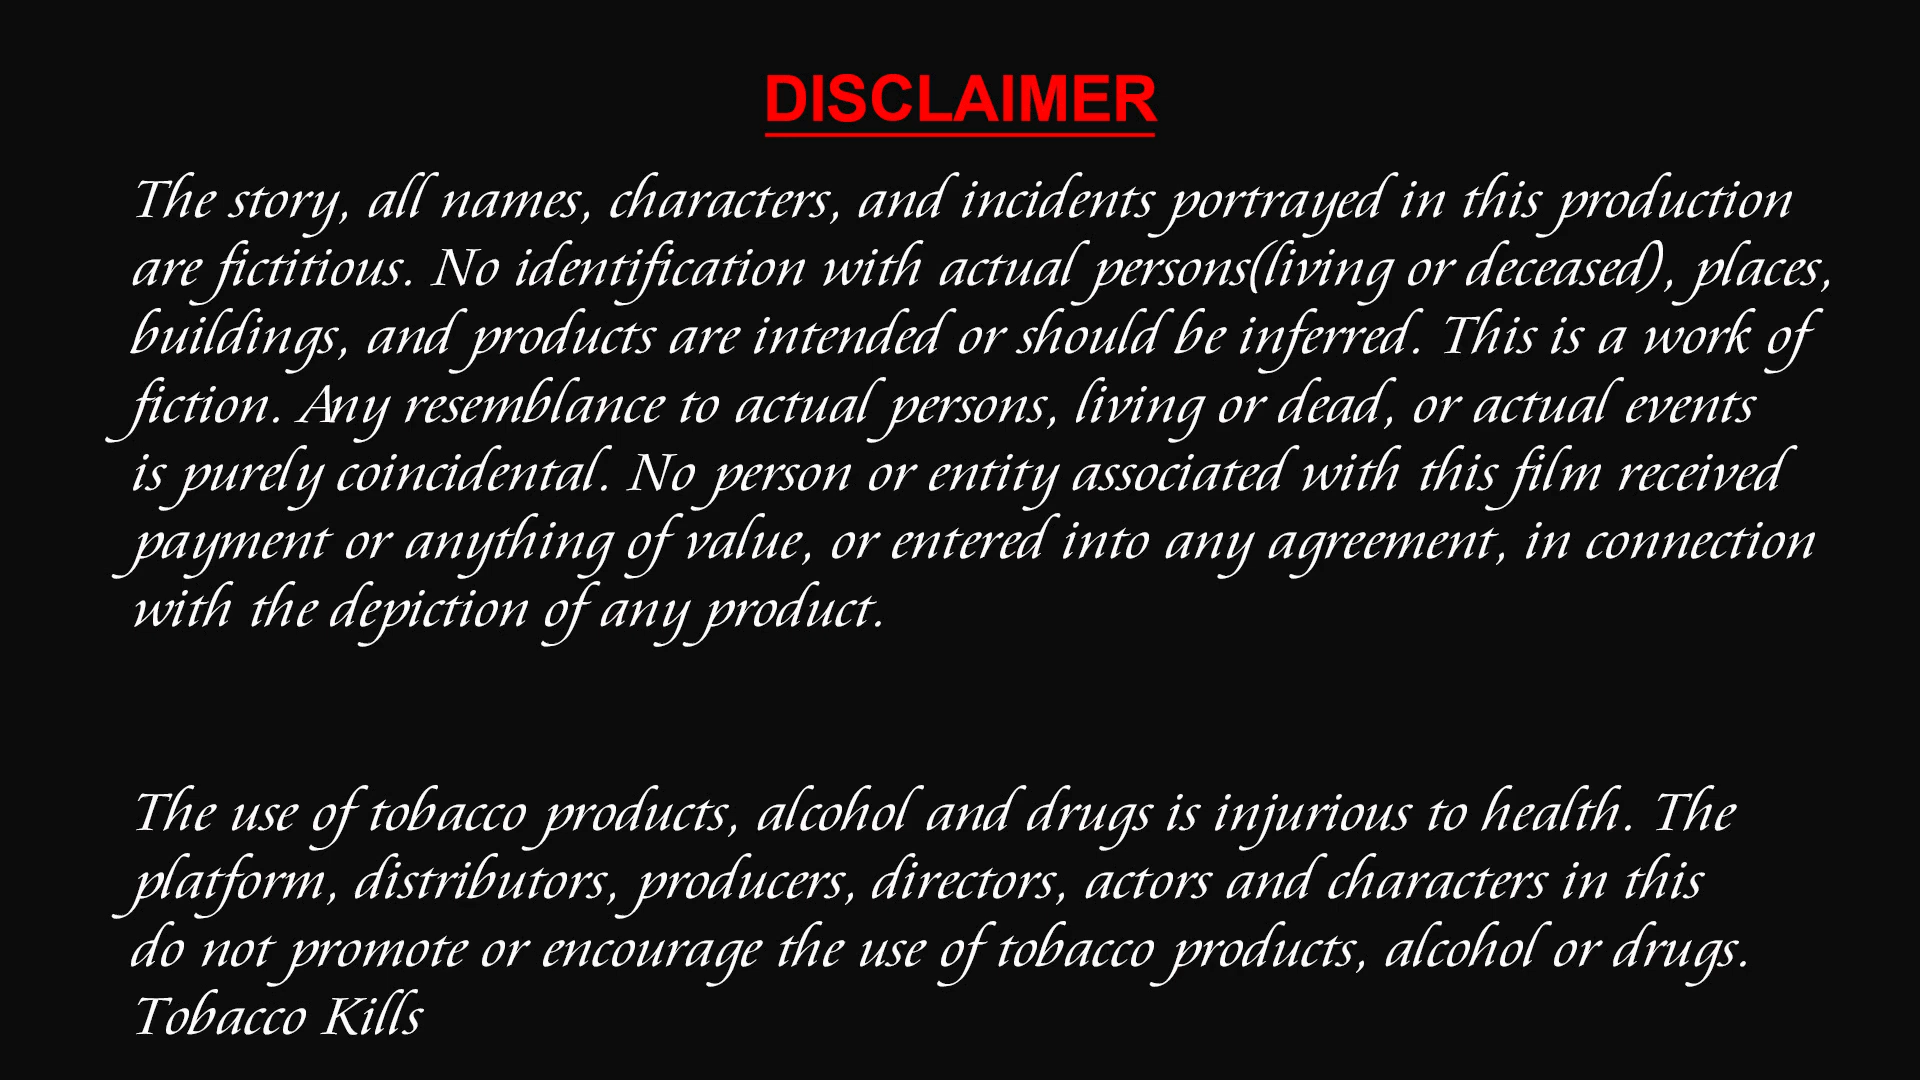 DISCLAIMER
The story, all names, characters, and incidents portrayed in this production
are fictitious. No identification with actual persons(living or deceased), places,
buildings, and products are intended or should be inferred. This is a work of
fiction. Any resemblance to actual persons, living or dead, or actual events
is purely coincidental. No person or entity associated with this film received
payment or anything of value, or entered into any agreement, in connection
with the depiction of any product.
The use of tobacco products, alcohol and drugs is injurious to health. The
platform, distributors, producers, directors, actors and characters in this
do not promote or encourage the use of tobacco products, alcohol or drugs.
Tobacco Kills